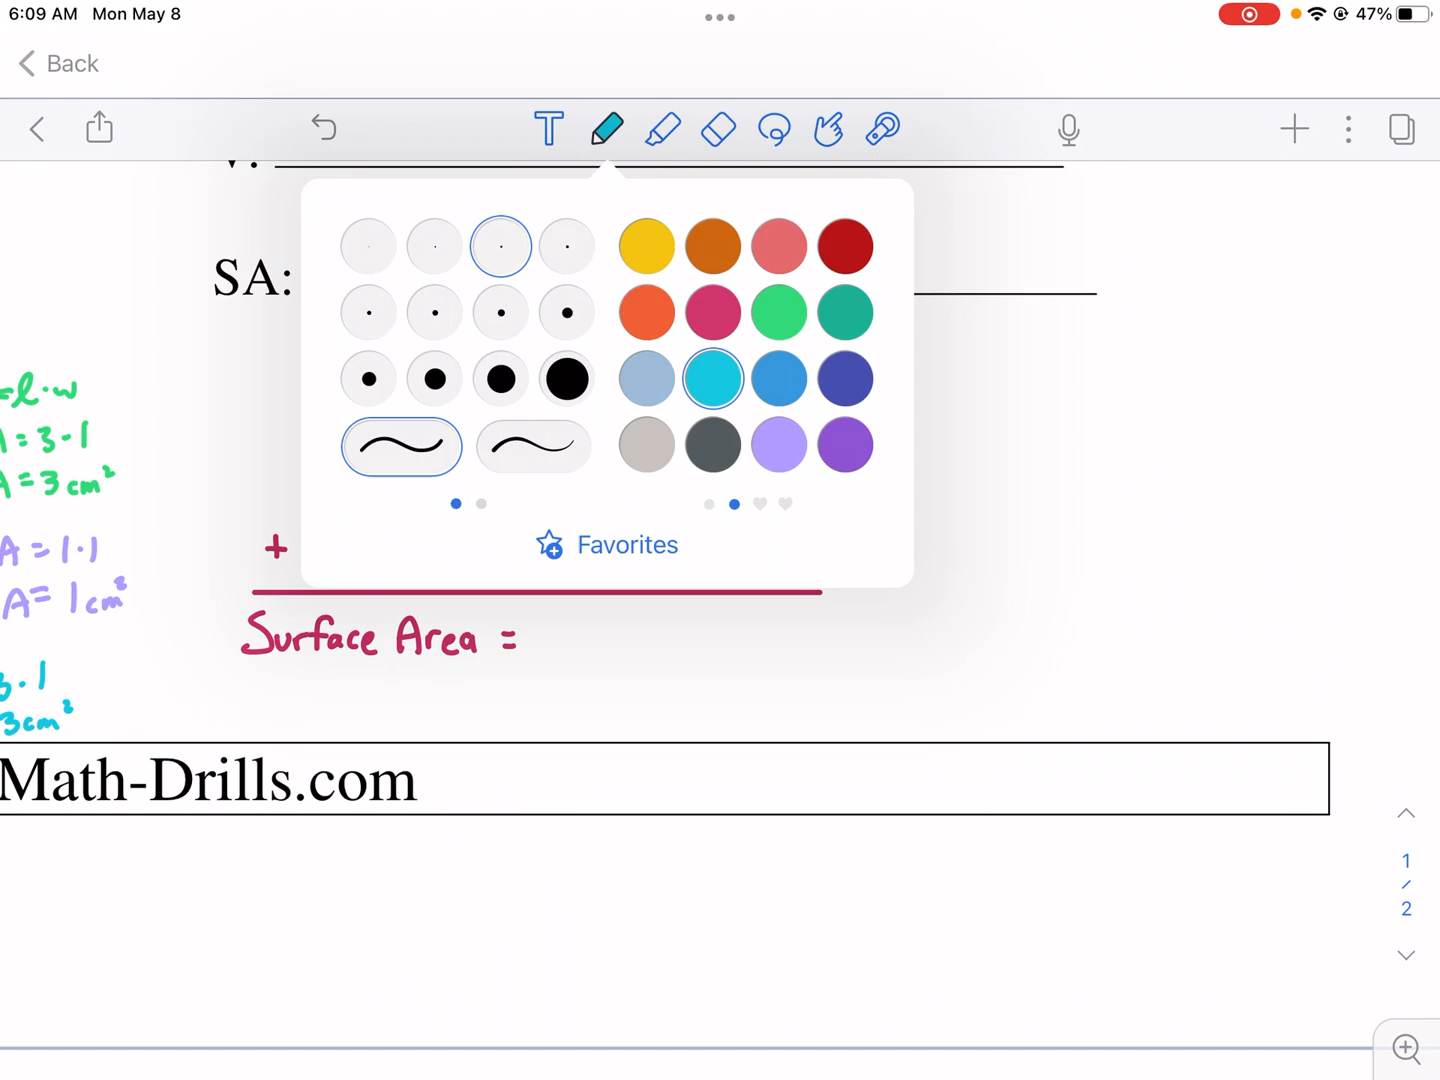 6:09 AM Mon May 8
47%
Back
T
V:
SA:
=l·w
A = 3·1
A = 3 cm²
A = 1·1
A = 1 cm²
3·1
3cm²
+
Favorites
Surface Area =
Math-Drills.com
1
/
2